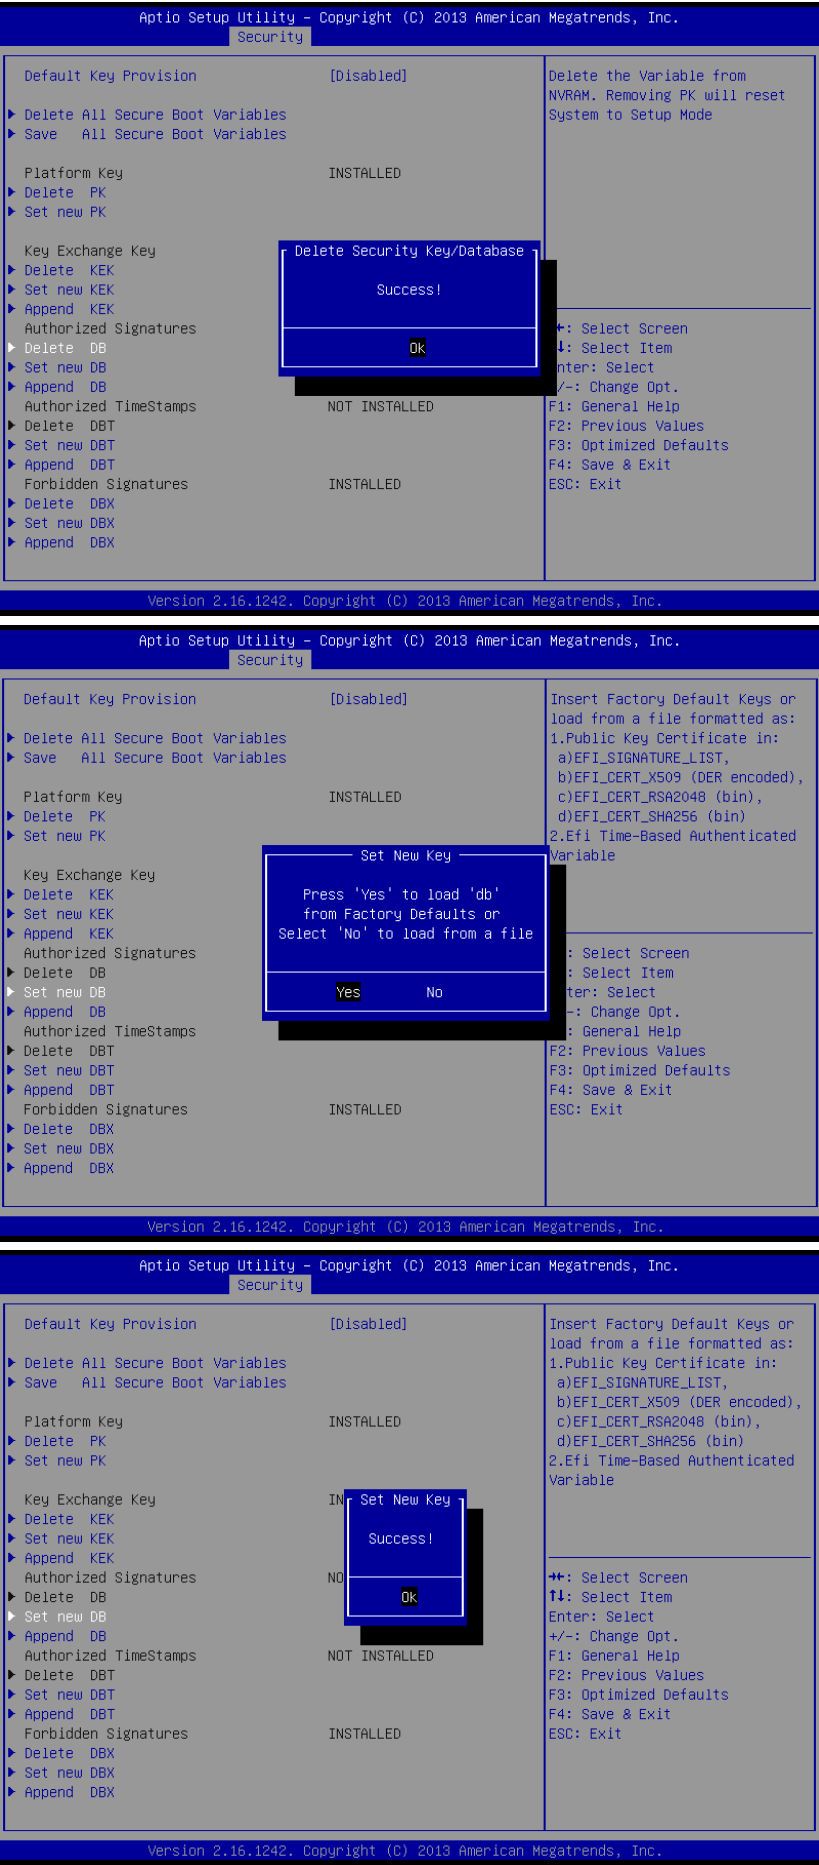 Aptio Setup Utility – Copyright (C) 2013 American Megatrends, Inc.
Security
Default Key Provision [Disabled]
Delete All Secure Boot Variables
Save All Secure Boot Variables
Platform Key INSTALLED
Delete PK
Set new PK
Key Exchange Key
Delete KEK
Set new KEK
Append KEK
Authorized Signatures
Delete DB
Set new DB
Append DB
Authorized TimeStamps NOT INSTALLED
Delete DBT
Set new DBT
Append DBT
Forbidden Signatures INSTALLED
Delete DBX
Set new DBX
Append DBX
Delete Security Key/Database
Success!
Ok
Delete the Variable from
NVRAM. Removing PK will reset
System to Setup Mode
: Select Screen
: Select Item
nter: Select
/-: Change Opt.
F1: General Help
F2: Previous Values
F3: Optimized Defaults
F4: Save & Exit
ESC: Exit
Version 2.16.1242. Copyright (C) 2013 American Megatrends, Inc.
Aptio Setup Utility – Copyright (C) 2013 American Megatrends, Inc.
Security
Default Key Provision [Disabled]
Delete All Secure Boot Variables
Save All Secure Boot Variables
Platform Key INSTALLED
Delete PK
Set new PK
Key Exchange Key
Delete KEK
Set new KEK
Append KEK
Authorized Signatures
Delete DB
Set new DB
Append DB
Authorized TimeStamps
Delete DBT
Set new DBT
Append DBT
Forbidden Signatures INSTALLED
Delete DBX
Set new DBX
Append DBX
Set New Key
Press 'Yes' to load 'db'
from Factory Defaults or
Select 'No' to load from a file
Yes No
Insert Factory Default Keys or
load from a file formatted as:
1.Public Key Certificate in:
a)EFI_SIGNATURE_LIST,
b)EFI_CERT_X509 (DER encoded),
c)EFI_CERT_RSA2048 (bin),
d)EFI_CERT_SHA256 (bin)
2.Efi Time-Based Authenticated
Variable
: Select Screen
: Select Item
ter: Select
-: Change Opt.
: General Help
F2: Previous Values
F3: Optimized Defaults
F4: Save & Exit
ESC: Exit
Version 2.16.1242. Copyright (C) 2013 American Megatrends, Inc.
Aptio Setup Utility – Copyright (C) 2013 American Megatrends, Inc.
Security
Default Key Provision [Disabled]
Delete All Secure Boot Variables
Save All Secure Boot Variables
Platform Key INSTALLED
Delete PK
Set new PK
Key Exchange Key IN
Delete KEK
Set new KEK
Append KEK
Authorized Signatures NO
Delete DB
Set new DB
Append DB
Authorized TimeStamps NOT INSTALLED
Delete DBT
Set new DBT
Append DBT
Forbidden Signatures INSTALLED
Delete DBX
Set new DBX
Append DBX
Set New Key
Success!
Ok
Insert Factory Default Keys or
load from a file formatted as:
1.Public Key Certificate in:
a)EFI_SIGNATURE_LIST,
b)EFI_CERT_X509 (DER encoded),
c)EFI_CERT_RSA2048 (bin),
d)EFI_CERT_SHA256 (bin)
2.Efi Time-Based Authenticated
Variable
→←: Select Screen
↑↓: Select Item
Enter: Select
+/-: Change Opt.
F1: General Help
F2: Previous Values
F3: Optimized Defaults
F4: Save & Exit
ESC: Exit
Version 2.16.1242. Copyright (C) 2013 American Megatrends, Inc.